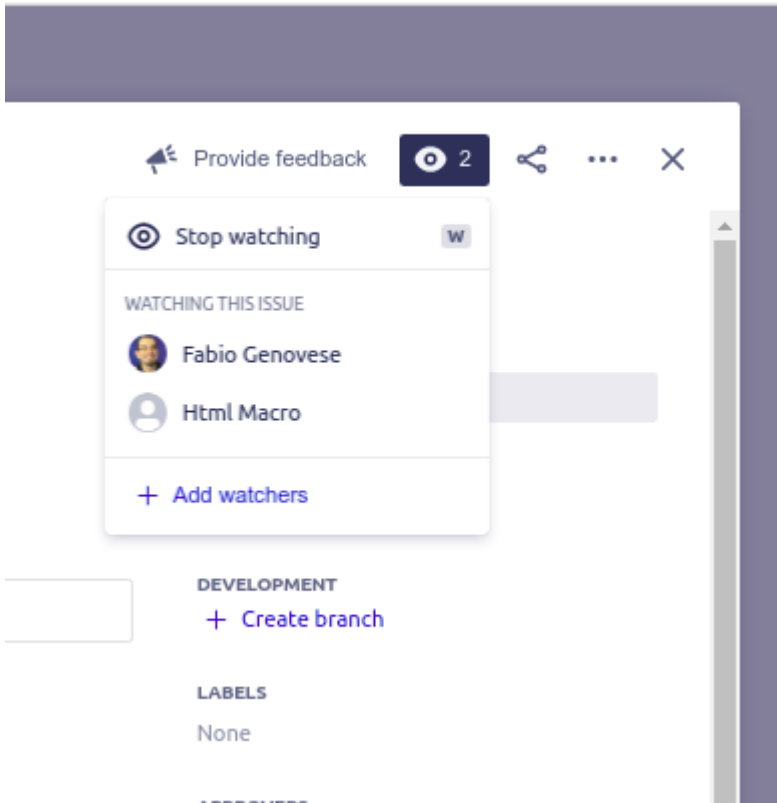 Provide feedback
2
Stop watching W
WATCHING THIS ISSUE
Fabio Genovese
Html Macro
+ Add watchers
DEVELOPMENT
+ Create branch
LABELS
None
APPROVERS